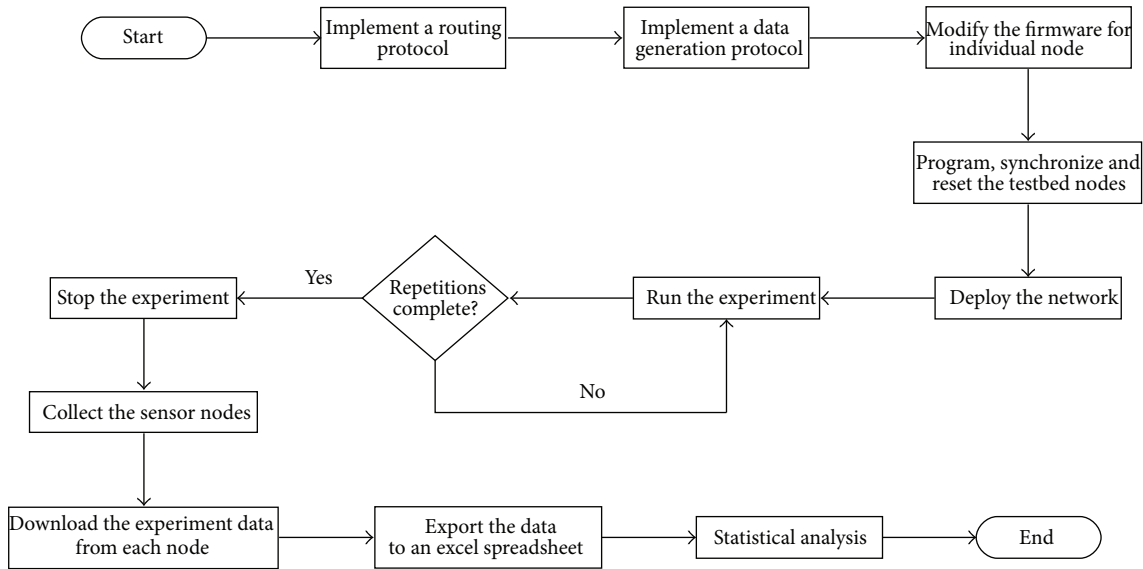 Start
Implement a routing
protocol
Implement a data
generation protocol
Modify the firmware for
individual node
Program, synchronize and
reset the testbed nodes
Deploy the network
Run the experiment
Repetitions
complete?
Yes
No
Stop the experiment
Collect the sensor nodes
Download the experiment data
from each node
Export the data
to an excel spreadsheet
Statistical analysis
End